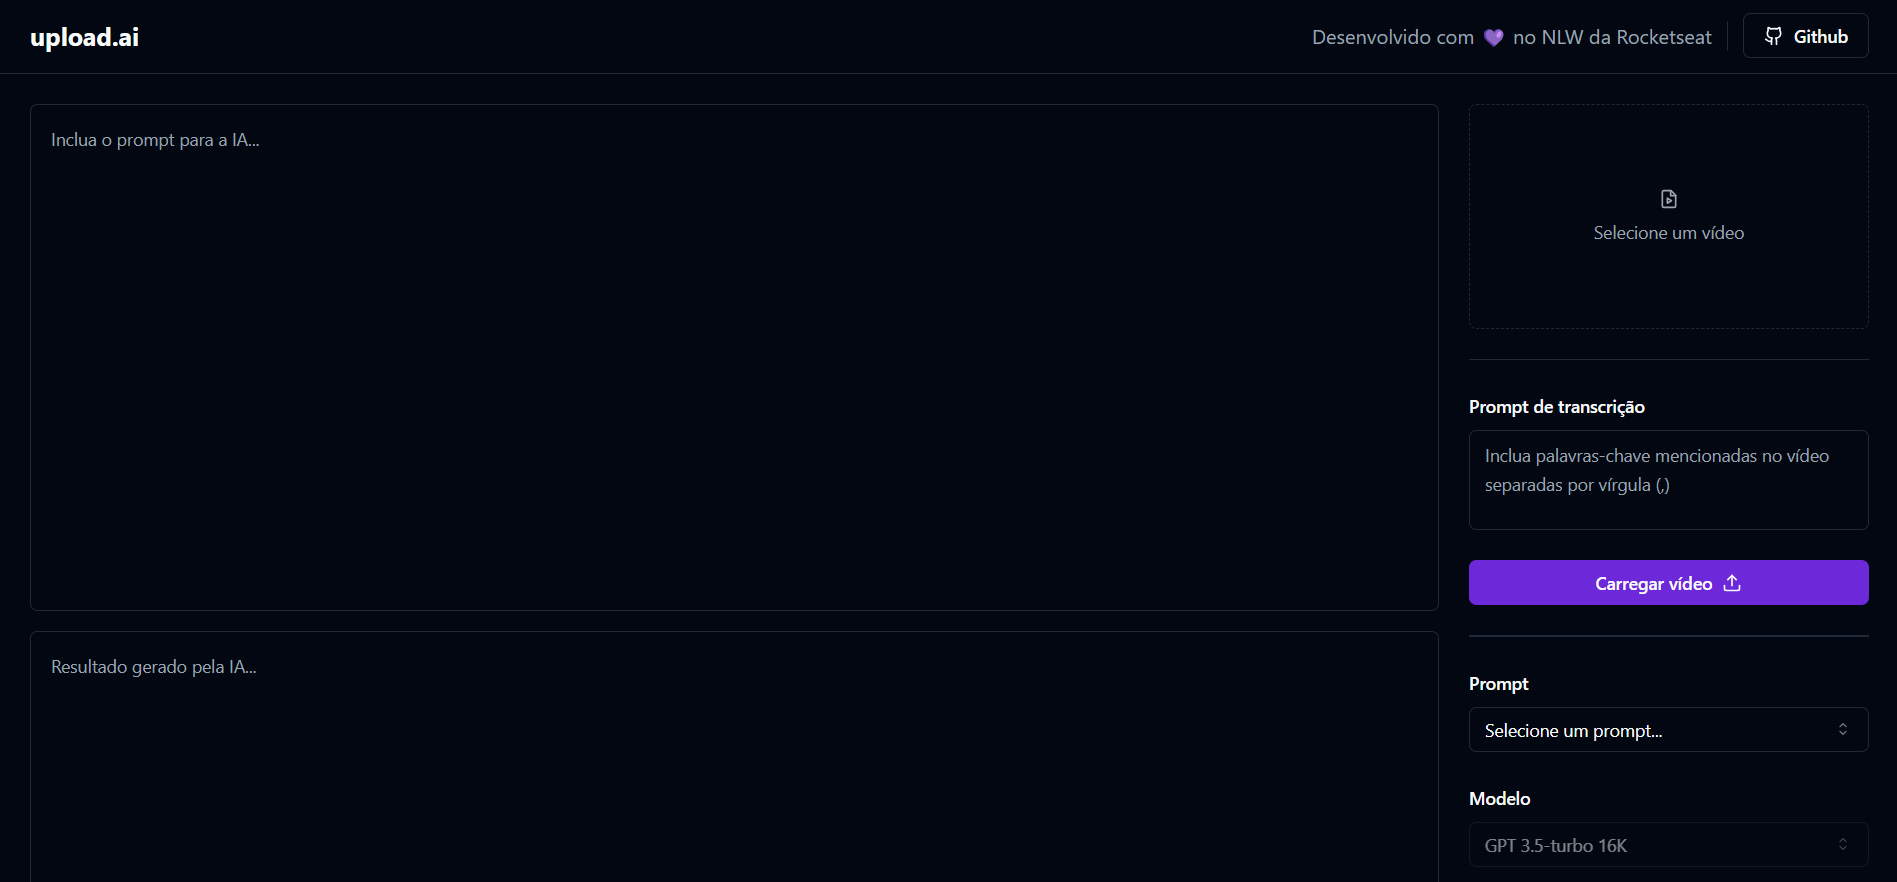 upload.ai
Desenvolvido com 💜 no NLW da Rocketseat
Github
Inclua o prompt para a IA...
Selecione um vídeo
Prompt de transcrição
Inclua palavras-chave mencionadas no vídeo
separadas por vírgula (,)
Carregar vídeo
Resultado gerado pela IA...
Prompt
Selecione um prompt...
Modelo
GPT 3.5-turbo 16K